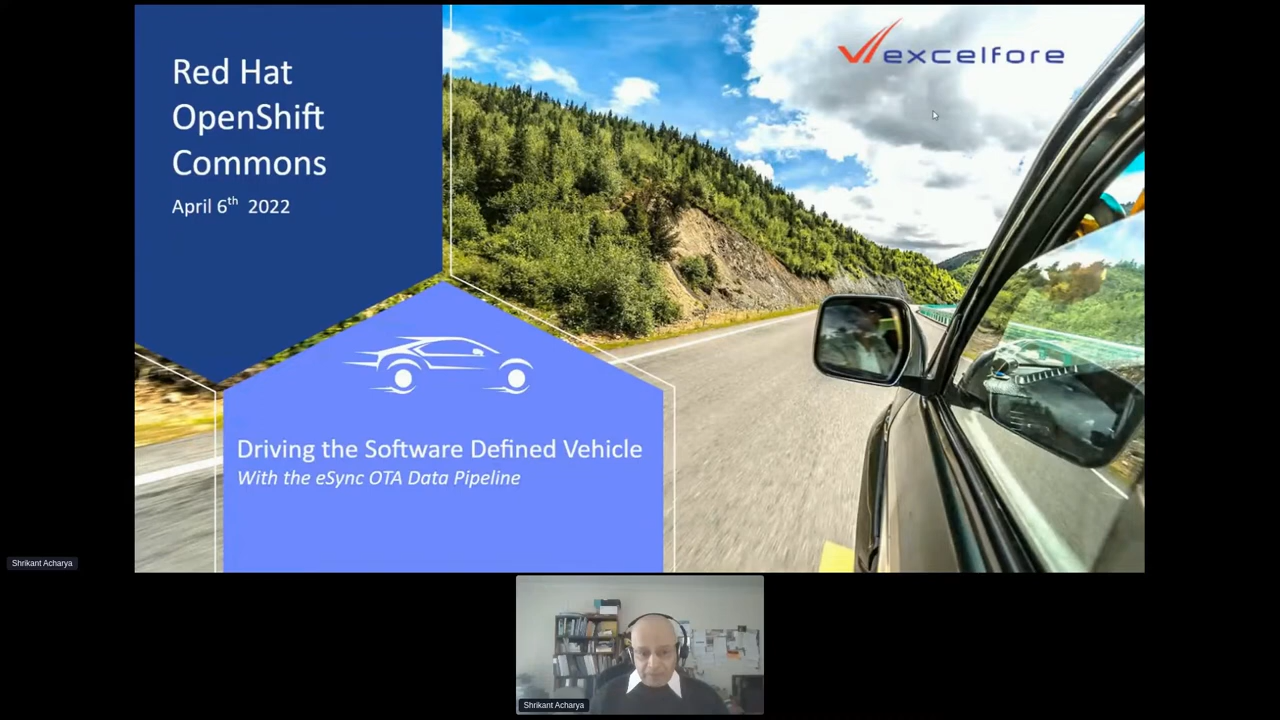 Red Hat
OpenShift
Commons
April 6th 2022
excelfore
Driving the Software Defined Vehicle
With the eSync OTA Data Pipeline
Shrikant Acharya
Shrikant Acharya